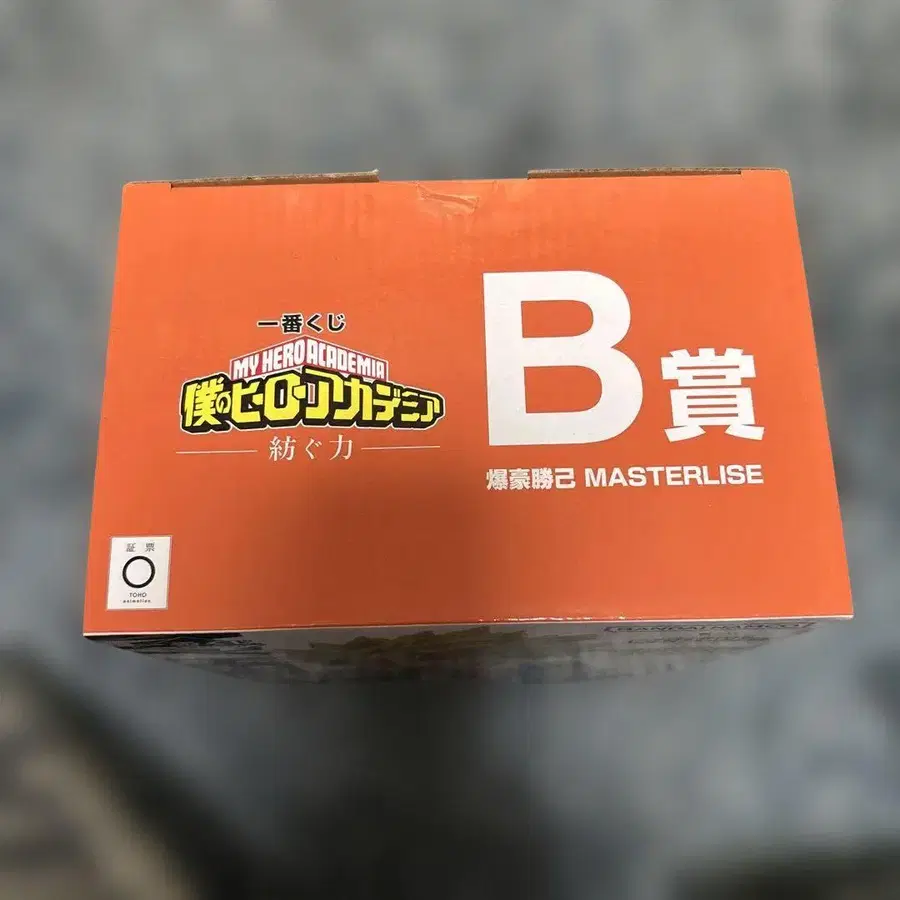 一番くじ
MY HERO ACADEMIA
僕のヒーローアカデミア
紡ぐ力
B賞
爆豪勝己 MASTERLISE
証 票
TOHO
animation